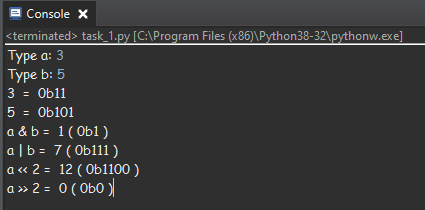 Console
<terminated> task_1.py [C:\Program Files (x86)\Python38-32\pythonw.exe]
Type a: 3
Type b: 5
3 = 0b11
5 = 0b101
a & b = 1 ( 0b1 )
a | b = 7 ( 0b111 )
a << 2 = 12 ( 0b1100 )
a >> 2 = 0 ( 0b0 )